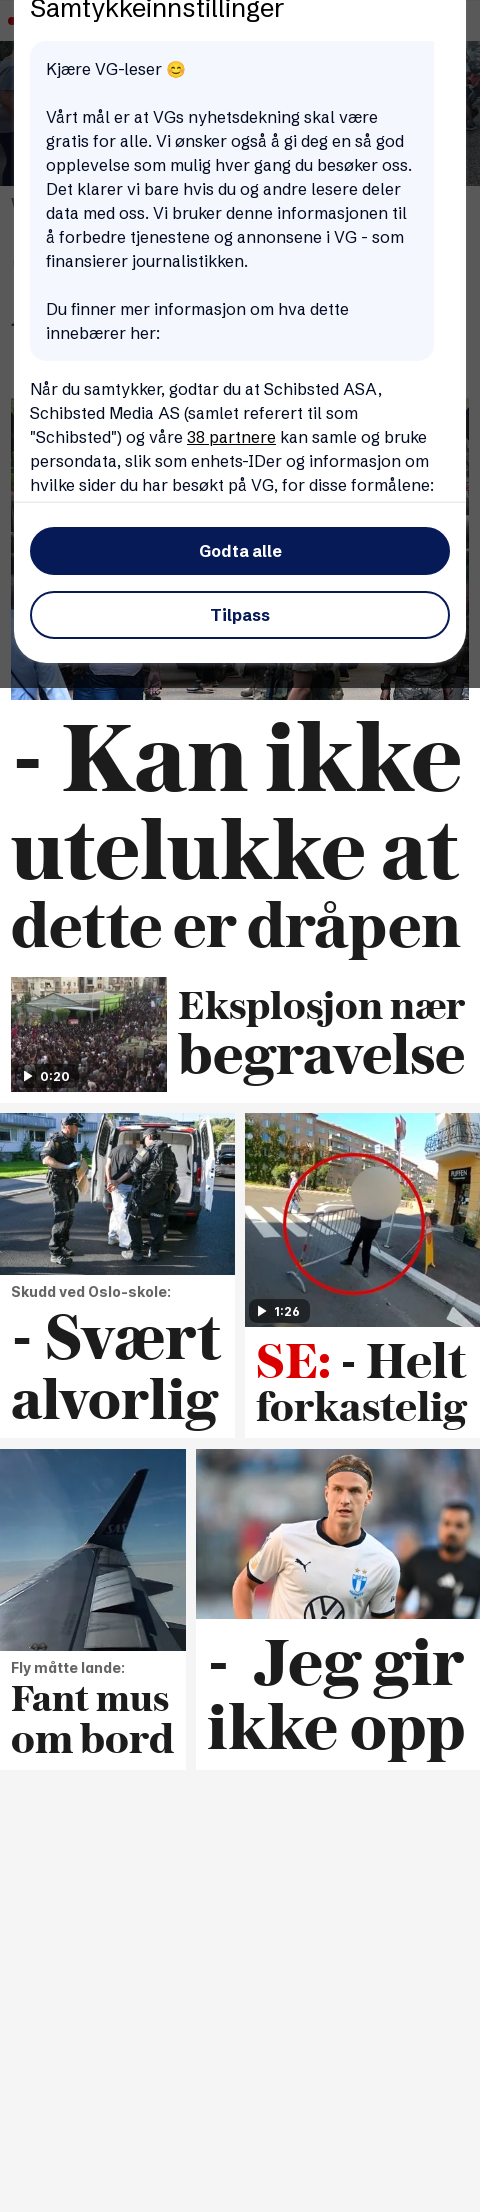 Samtykkeinnstillinger
Kjære VG-leser 😊
Vårt mål er at VGs nyhetsdekning skal være
gratis for alle. Vi ønsker også å gi deg en så god
opplevelse som mulig hver gang du besøker oss.
Det klarer vi bare hvis du og andre lesere deler
data med oss. Vi bruker denne informasjonen til
å forbedre tjenestene og annonsene i VG - som
finansierer journalistikken.
Du finner mer informasjon om hva dette
innebærer her:
Når du samtykker, godtar du at Schibsted ASA,
Schibsted Media AS (samlet referert til som
"Schibsted") og våre 38 partnere kan samle og bruke
persondata, slik som enhets-IDer og informasjon om
hvilke sider du har besøkt på VG, for disse formålene:
Godta alle
Tilpass
- Kan ikke
utelukke at
dette er dråpen
0:20
Eksplosjon nær
begravelse
Skudd ved Oslo-skole:
- Svært
alvorlig
PUFFEN
1:26
SE: - Helt
forkastelig
Fly måtte lande:
Fant mus
om bord
- Jeg gir
ikke opp